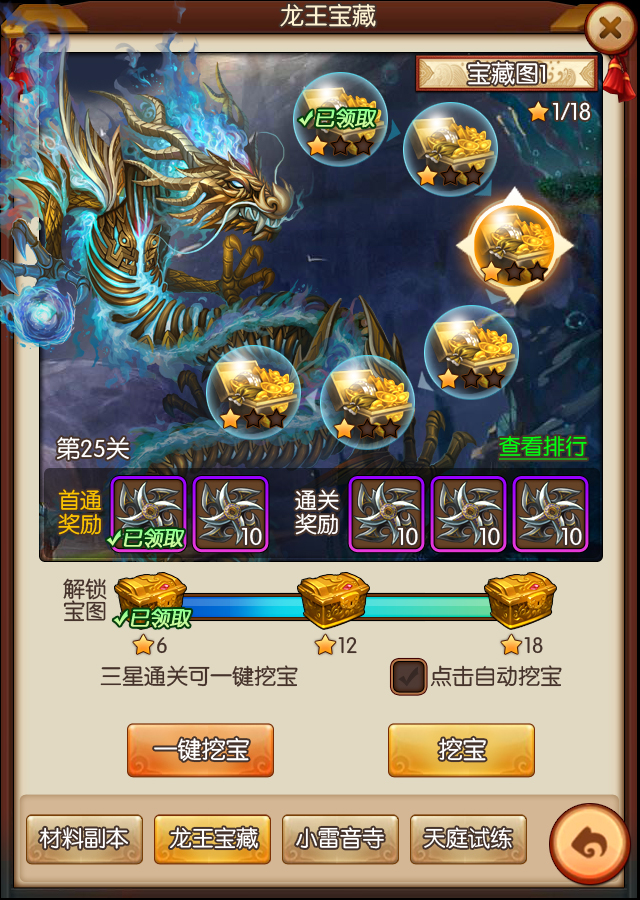 龙王宝藏
宝藏图1
1/18
已领取
第25关
查看排行
首通
奖励
已领取
10
通关
奖励
10
10
10
解锁
宝图
已领取
6
12
18
三星通关可一键挖宝
点击自动挖宝
一键挖宝
挖宝
材料副本
龙王宝藏
小雷音寺
天庭试练